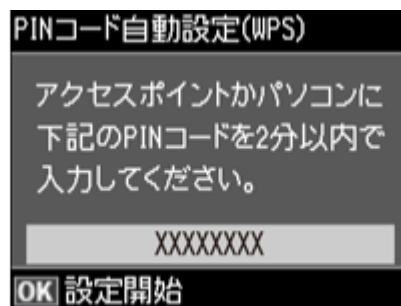 PINコード自動設定(WPS)
アクセスポイントかパソコンに
下記のPINコードを2分以内で
入力してください。
XXXXXXXX
OK 設定開始